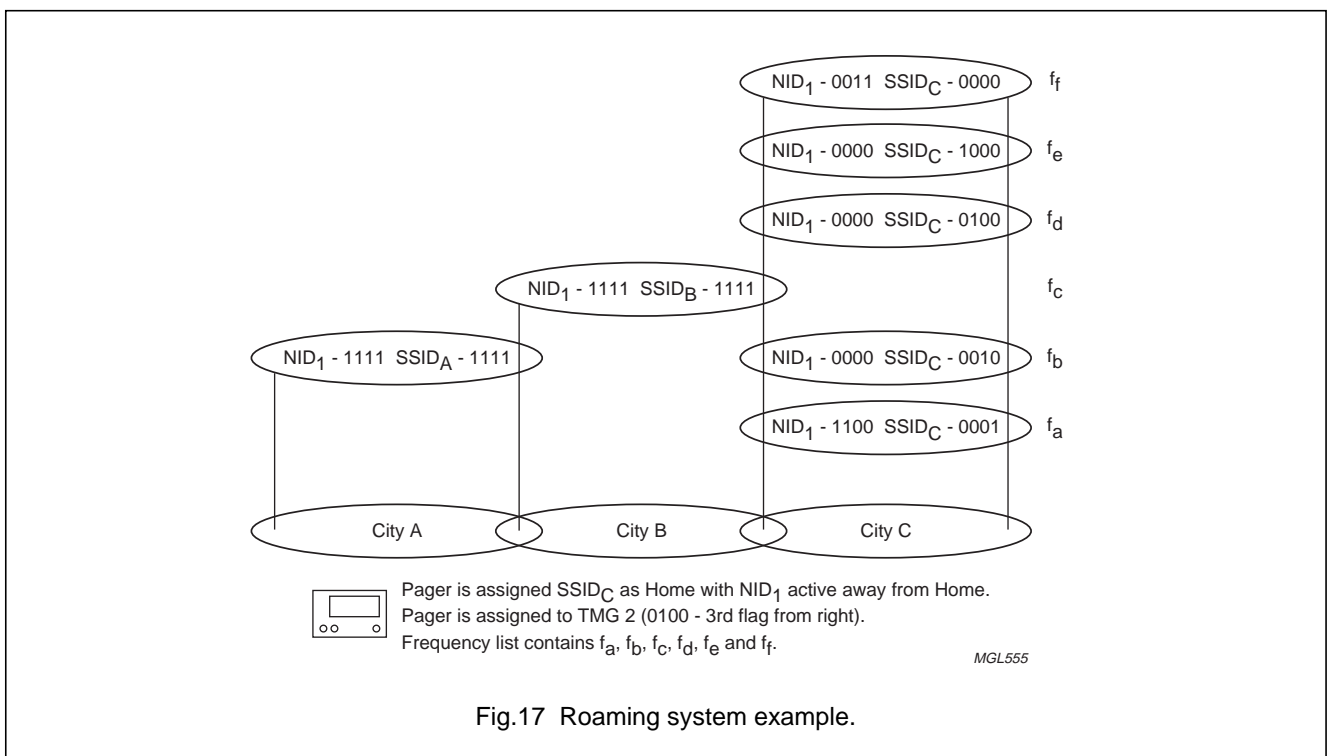 NID1 - 0011 SSIDC - 0000 ff
NID1 - 0000 SSIDC - 1000 fe
NID1 - 0000 SSIDC - 0100 fd
NID1 - 1111 SSIDB - 1111 fc
NID1 - 1111 SSIDA - 1111 NID1 - 0000 SSIDC - 0010 fb
NID1 - 1100 SSIDC - 0001 fa
City A City B City C
Pager is assigned SSIDC as Home with NID1 active away from Home.
Pager is assigned to TMG 2 (0100 - 3rd flag from right).
Frequency list contains fa, fb, fc, fd, fe and ff.
MGL555
Fig.17 Roaming system example.